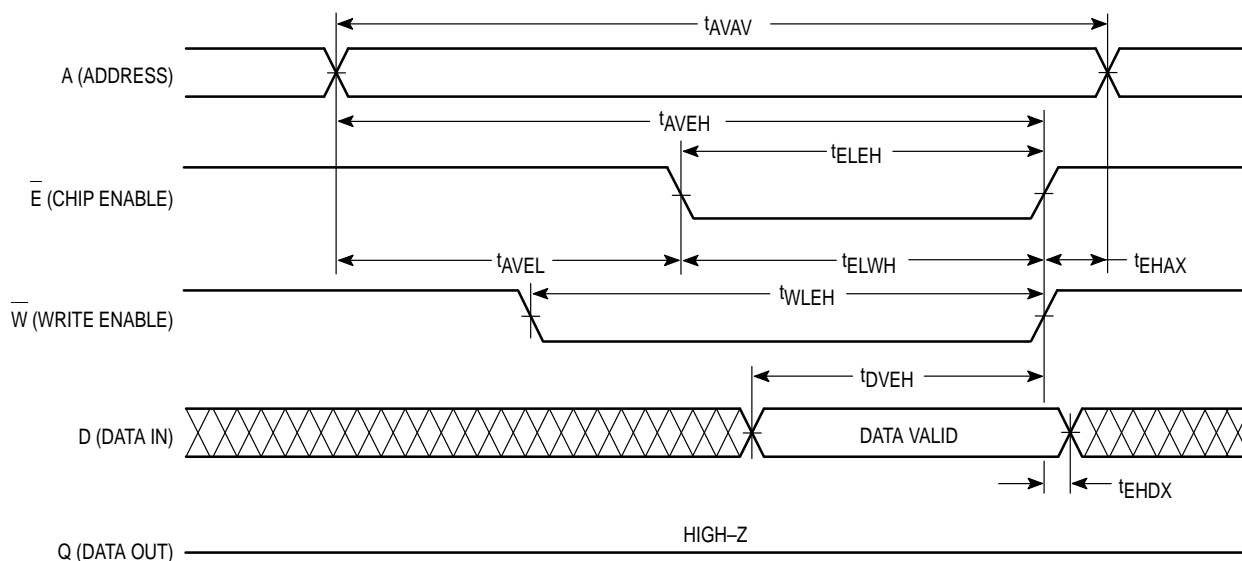 tAVAV
A (ADDRESS)
tAVEH
tELEH
E (CHIP ENABLE)
tAVEL
tELWH
tEHAX
tWLEH
W (WRITE ENABLE)
tDVEH
D (DATA IN)
DATA VALID
tEHDX
HIGH–Z
Q (DATA OUT)